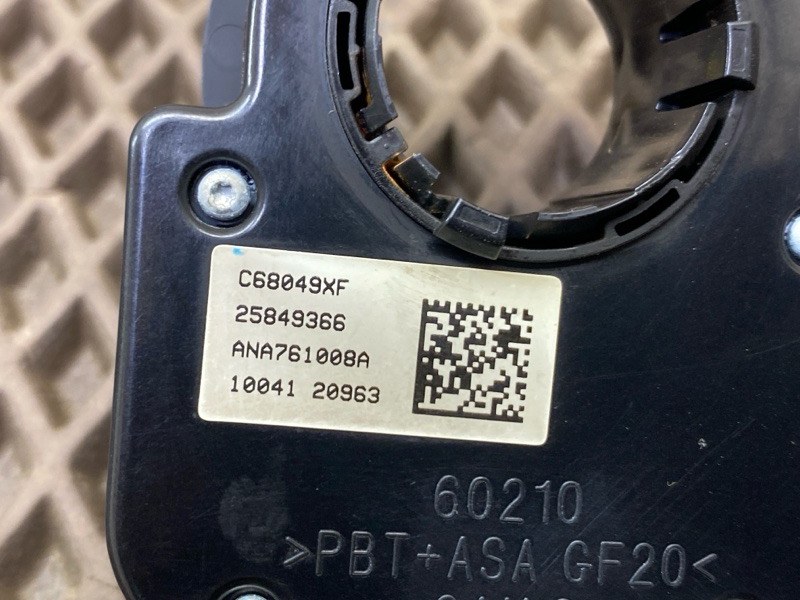 C68049XF
25849366
ANA761008A
10041 20963
60210
>PBT+ASA GF20<